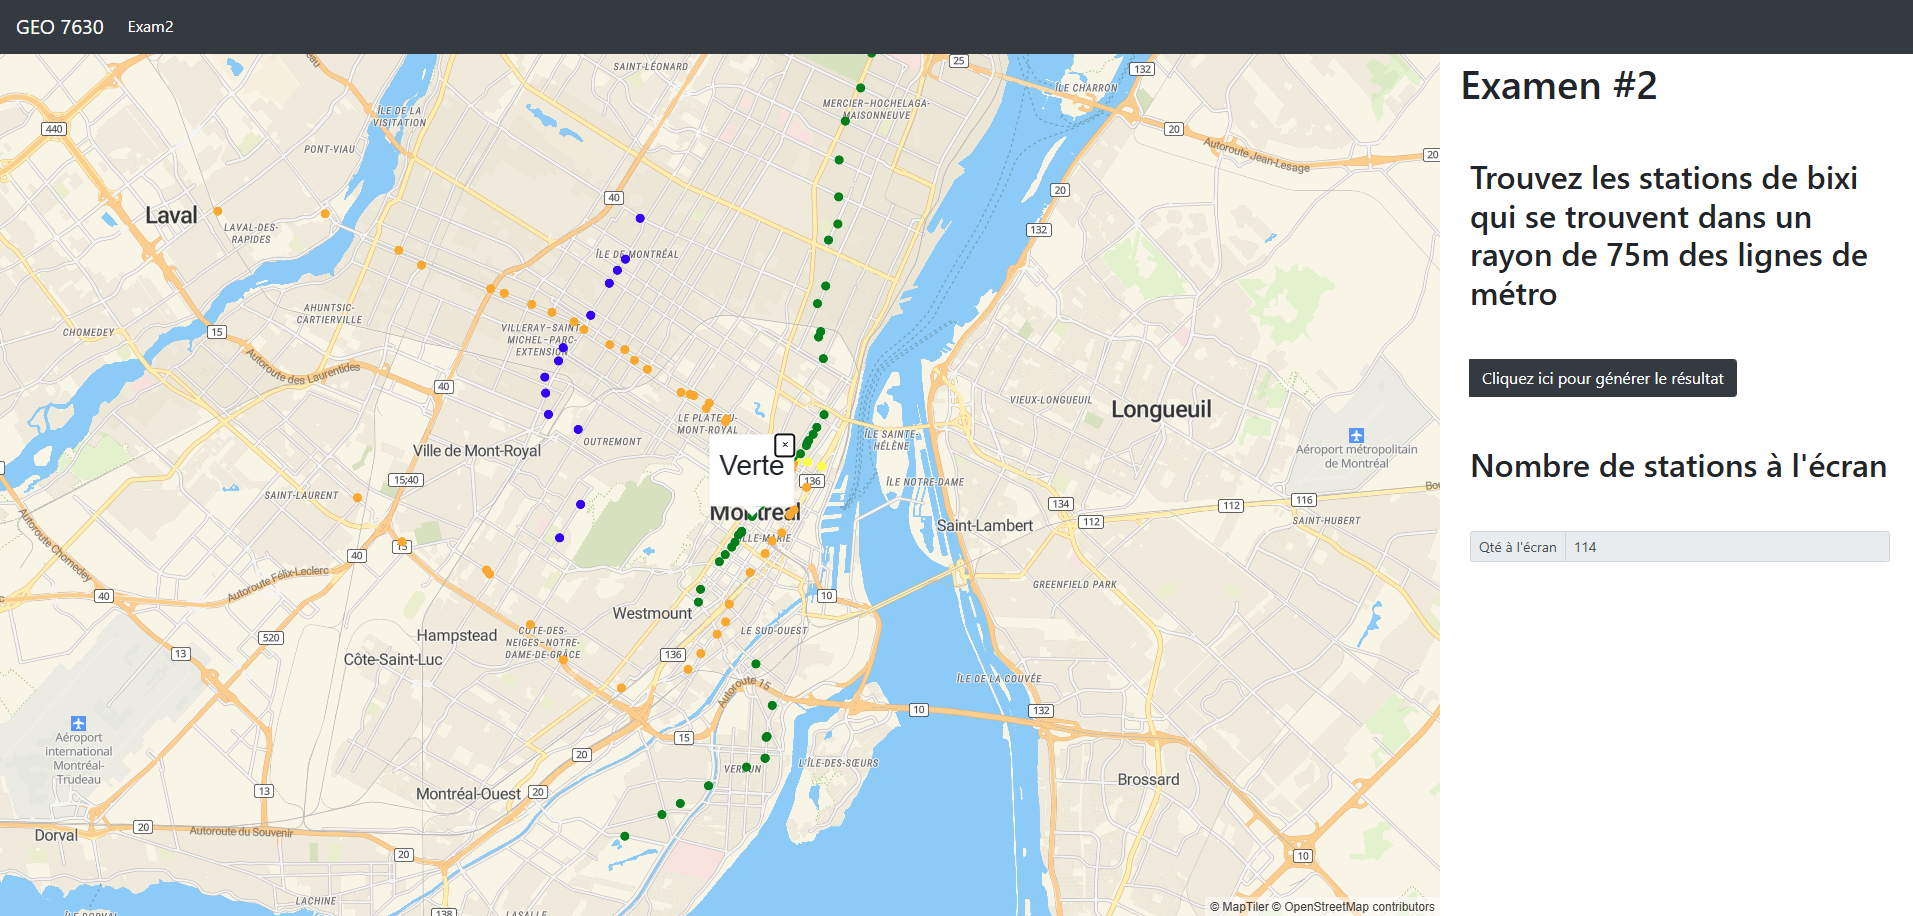 GEO 7630 Exam2
Examen #2
Trouvez les stations de bixi
qui se trouvent dans un
rayon de 75m des lignes de
métro
Cliquez ici pour générer le résultat
Nombre de stations à l'écran
Qté à l'écran 114
SAINT-LÉONARD
25
132
ÎLE CHARRON
MERCIER–HOCHELAGA-
MAISONNEUVE
ÎLE DE LA
VISITATION
440
20
PONT-VIAU
Autoroute Jean-Lesage
20
20
40
Laval
LAVAL-DES-
RAPIDES
132
ÎLE DE MONTRÉAL
AHUNTSIC-
CARTIERVILLE
CHOMEDEY
15
VILLERAY–SAINT-
MICHEL–PARC-
EXTENSION
Autoroute des Laurentides
40
VIEUX-LONGUEUIL
Longueuil
LE PLATEAU-
MONT-ROYAL
ÎLE SAINTE-
HÉLÈNE
OUTREMONT
Ville de Mont-Royal
Aéroport métropolitain
de Montréal
×
Verte
15;40
136
ÎLE NOTRE-DAME
SAINT-LAURENT
134
112
116
112
SAINT-HUBERT
Montréal
Saint-Lambert
VILLE-MARIE
15
40
Autoroute Chomedey
Autoroute Félix-Leclerc
GREENFIELD PARK
40
10
Westmount
LE SUD-OUEST
520
Hampstead
CÔTE-DES-
NEIGES–NOTRE-
DAME-DE-GRÂCE
13
Côte-Saint-Luc
136
ÎLE DE LA COUVÉE
Autoroute 15
10
132
Aéroport
international
Montréal-
Trudeau
15
20
VERDUN
L'ÎLE-DES-SŒURS
Brossard
13
Montréal-Ouest
20
20
Autoroute du Souvenir
Dorval
20
10
LACHINE
138
LASALLE
ÎLE DORVAL
© MapTiler © OpenStreetMap contributors